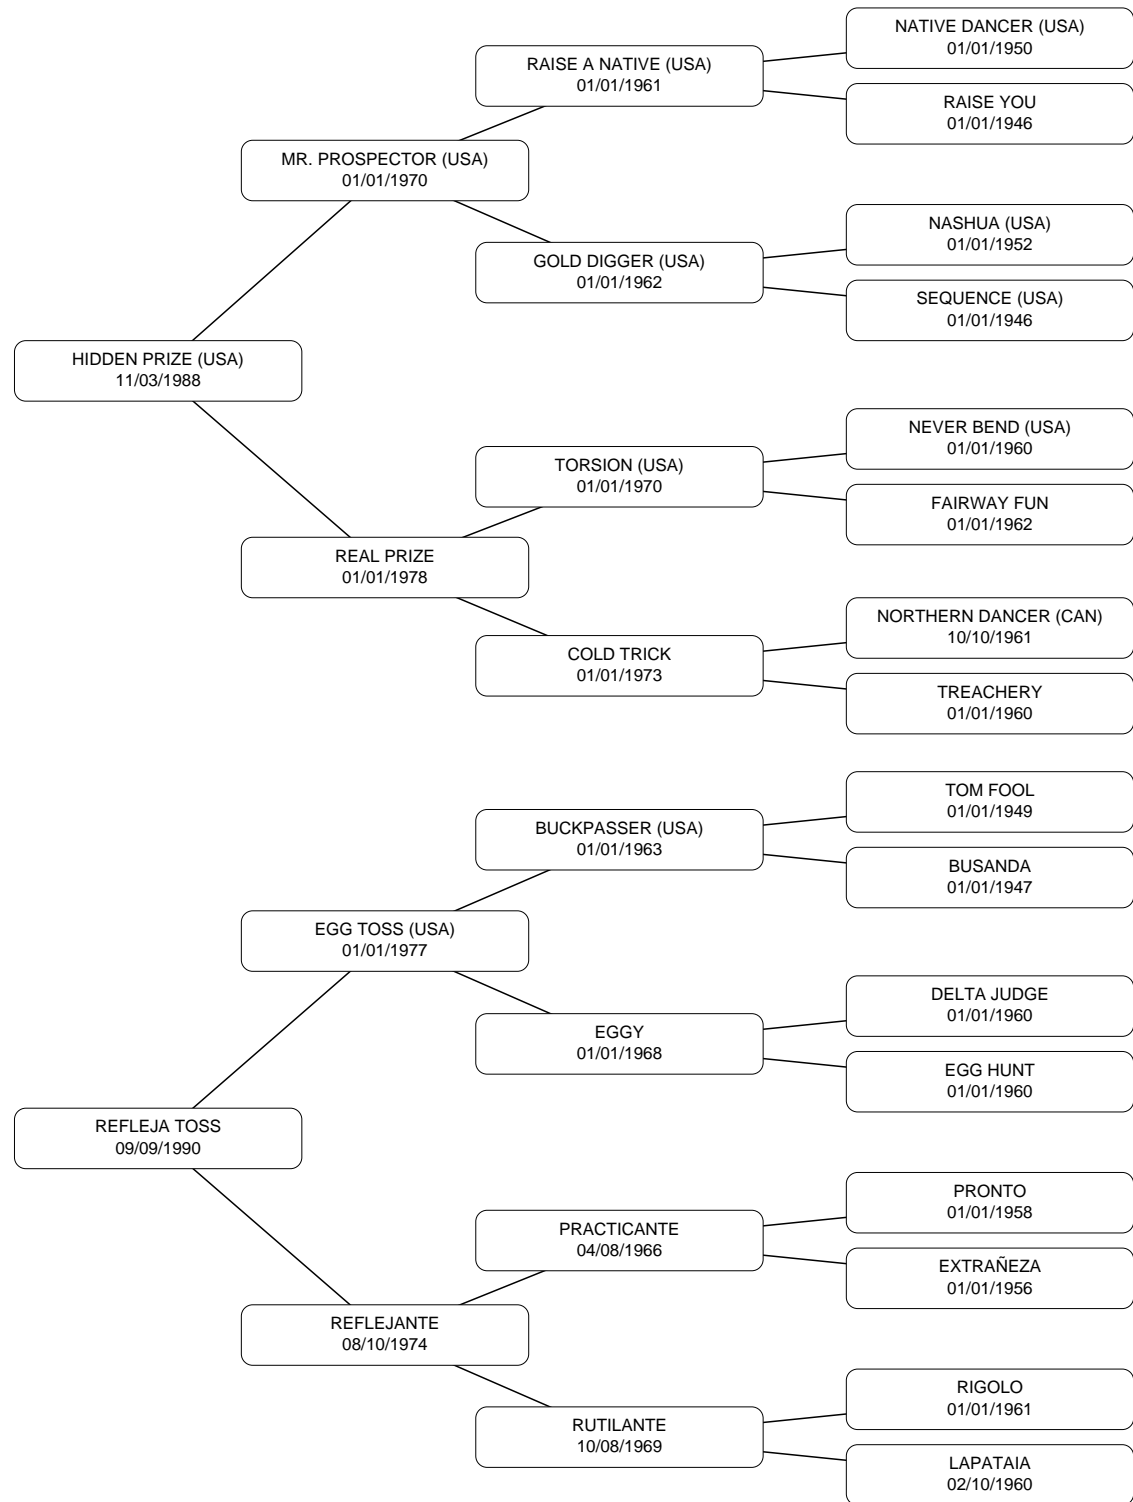 NATIVE DANCER (USA)
01/01/1950
RAISE A NATIVE (USA)
01/01/1961
RAISE YOU
01/01/1946
MR. PROSPECTOR (USA)
01/01/1970
NASHUA (USA)
01/01/1952
GOLD DIGGER (USA)
01/01/1962
SEQUENCE (USA)
01/01/1946
HIDDEN PRIZE (USA)
11/03/1988
NEVER BEND (USA)
01/01/1960
TORSION (USA)
01/01/1970
FAIRWAY FUN
01/01/1962
REAL PRIZE
01/01/1978
NORTHERN DANCER (CAN)
10/10/1961
COLD TRICK
01/01/1973
TREACHERY
01/01/1960
TOM FOOL
01/01/1949
BUCKPASSER (USA)
01/01/1963
BUSANDA
01/01/1947
EGG TOSS (USA)
01/01/1977
DELTA JUDGE
01/01/1960
EGGY
01/01/1968
EGG HUNT
01/01/1960
REFLEJA TOSS
09/09/1990
PRONTO
01/01/1958
PRACTICANTE
04/08/1966
EXTRAÑEZA
01/01/1956
REFLEJANTE
08/10/1974
RIGOLO
01/01/1961
RUTILANTE
10/08/1969
LAPATAIA
02/10/1960